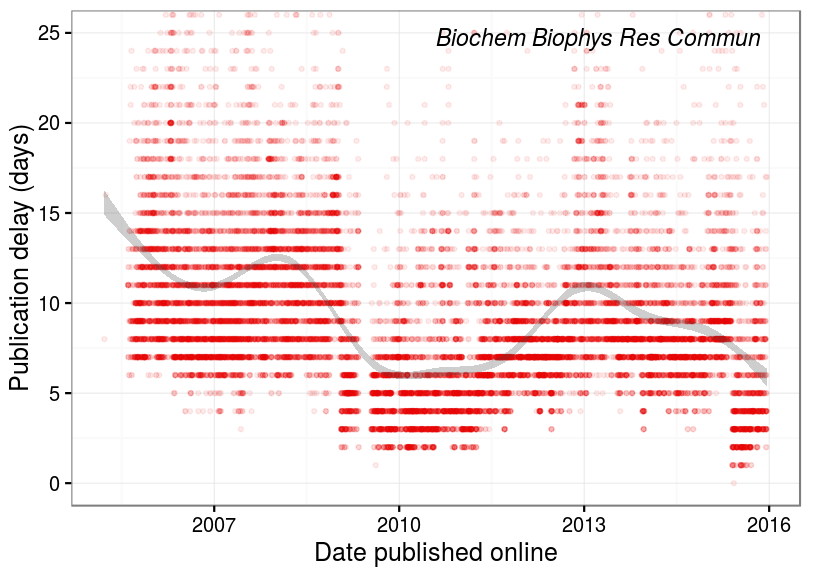 Biochem Biophys Res Commun
Publication delay (days)
25
20
15
10
5
0
2007 2010 2013 2016
Date published online